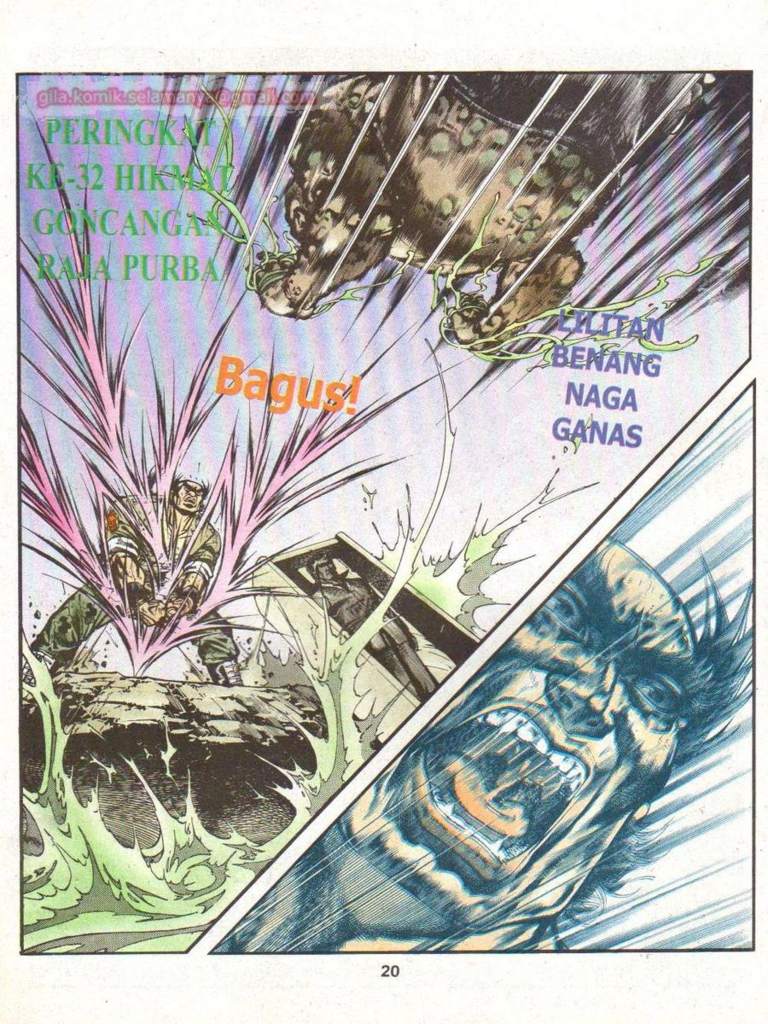 gila.komik.selamanya@gmail.com
PERINGKAT
KE-32 HIKMAT
GONCANGAN
RAJA PURBA
Bagus!
LILITAN
BENANG
NAGA
GANAS
20